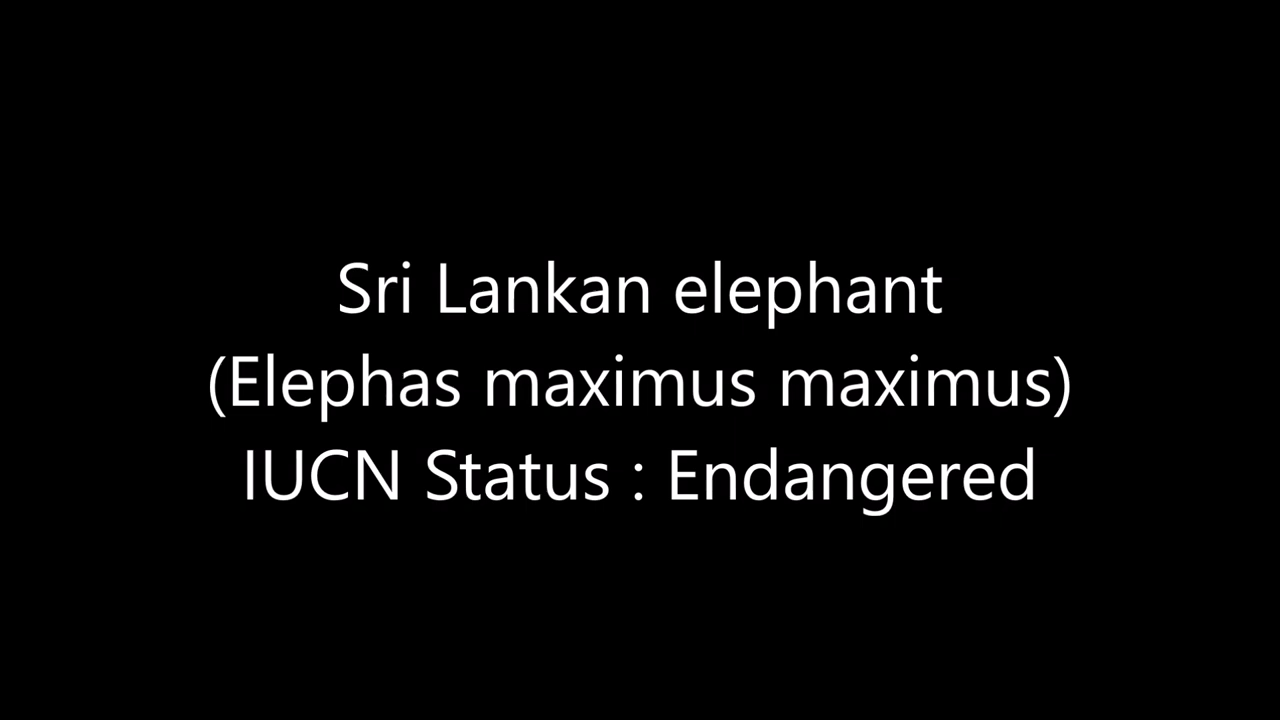 Sri Lankan elephant
(Elephas maximus maximus)
IUCN Status : Endangered